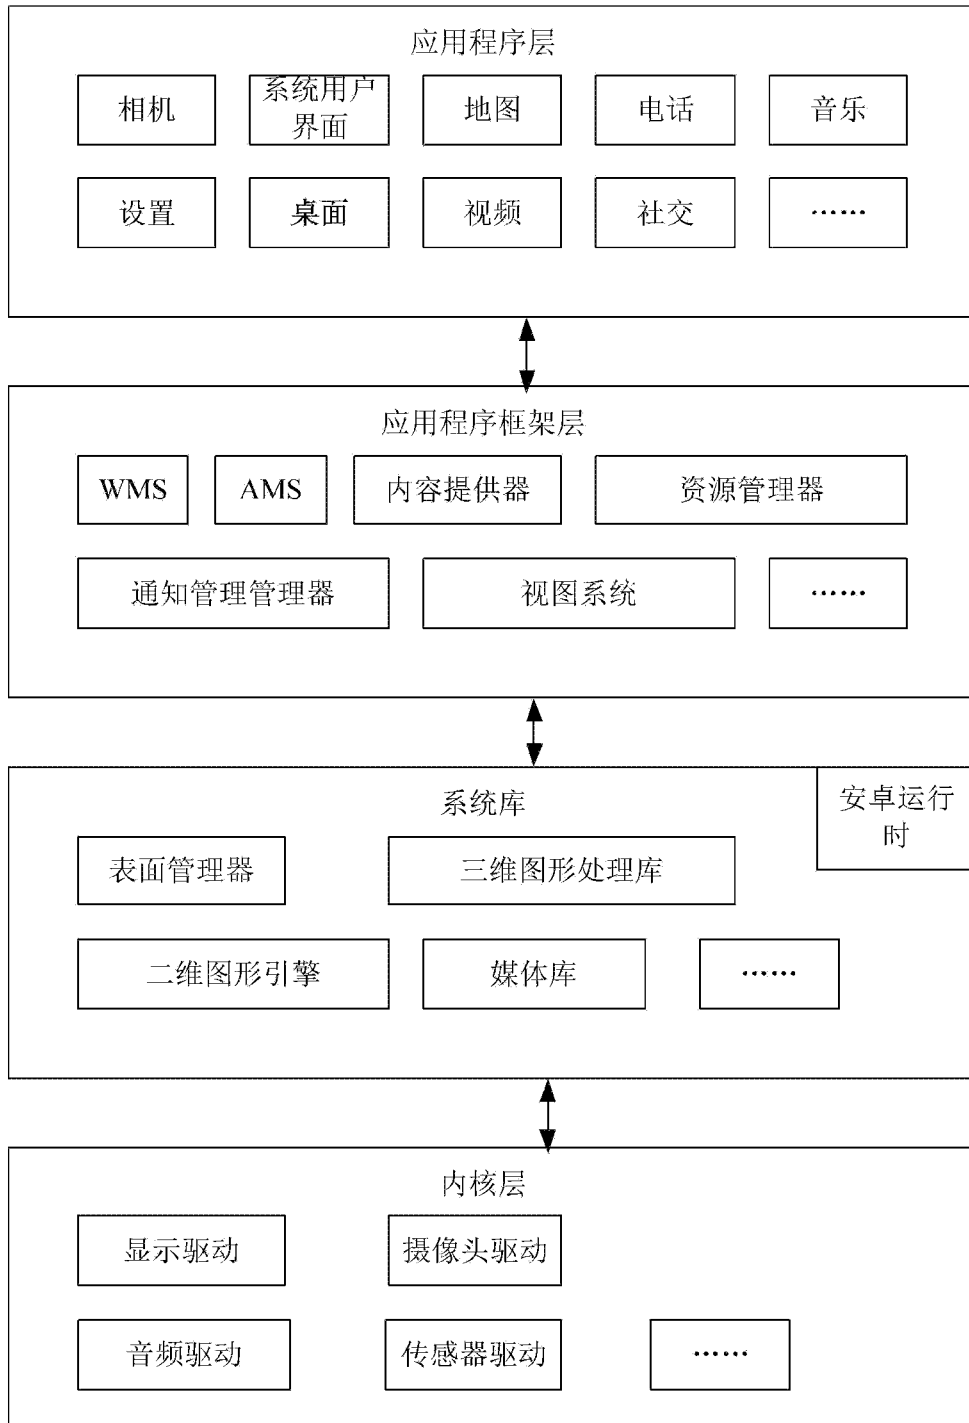 应用程序层
相机
系统用户
界面
地图
电话
音乐
设置
桌面
视频
社交
……
应用程序框架层
WMS
AMS
内容提供器
资源管理器
通知管理管理器
视图系统
……
系统库
安卓运行
时
表面管理器
三维图形处理库
二维图形引擎
媒体库
……
内核层
显示驱动
摄像头驱动
音频驱动
传感器驱动
……